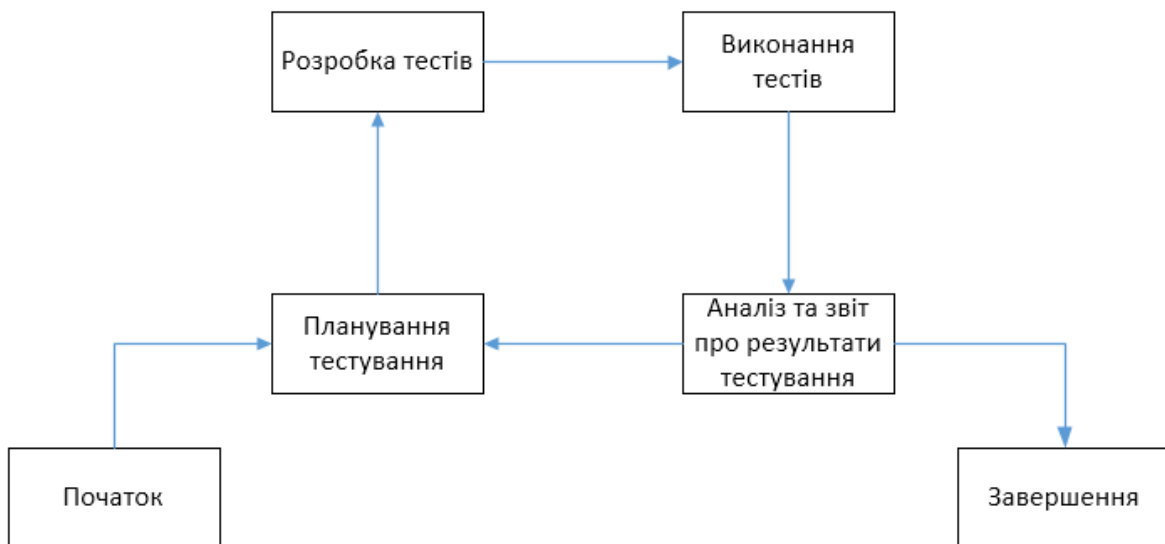 Розробка тестів
Виконання
тестів
Планування
тестування
Аналіз та звіт
про результати
тестування
Початок
Завершення